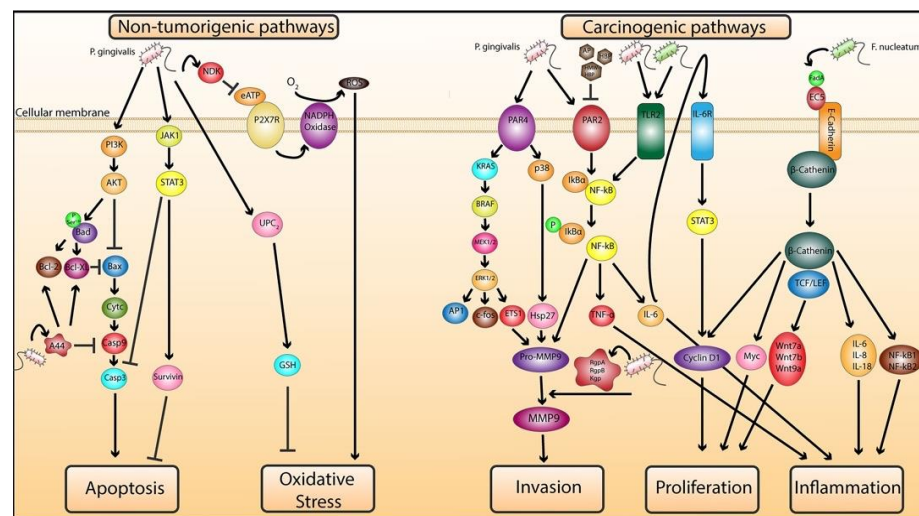 Non-tumorigenic pathways
Carcinogenic pathways
P. gingivalis
NDK
eATP
O2
ROS
P. gingivalis
TLR2
F. nucleatum
FadA
EC5
E-Cadherin
Cellular membrane
P2X7R
NADPH
Oxidase
PAR4
PAR2
IL-6R
PI3K
JAK1
β-Catenin
KRAS
p38
IkBα
NF-kB
AKT
STAT3
BRAF
P
Bad
UPC2
P
IkBα
STAT3
MEK1/2
NF-kB
β-Catenin
Bcl-2
Bcl-XL
Bax
ERK1/2
TCF/LEF
Cytc
AP1
c-fos
ETS1
Hsp27
TNF-α
IL-6
A44
Casp9
Pro-MMP9
RgpA
RgpB
Kgp
Cyclin D1
Myc
Wnt7a
Wnt7b
Wnt9a
IL-6
IL-8
IL-18
NF-kB1
NF-kB2
Casp3
Survivin
GSH
MMP9
Apoptosis
Oxidative
Stress
Invasion
Proliferation
Inflammation